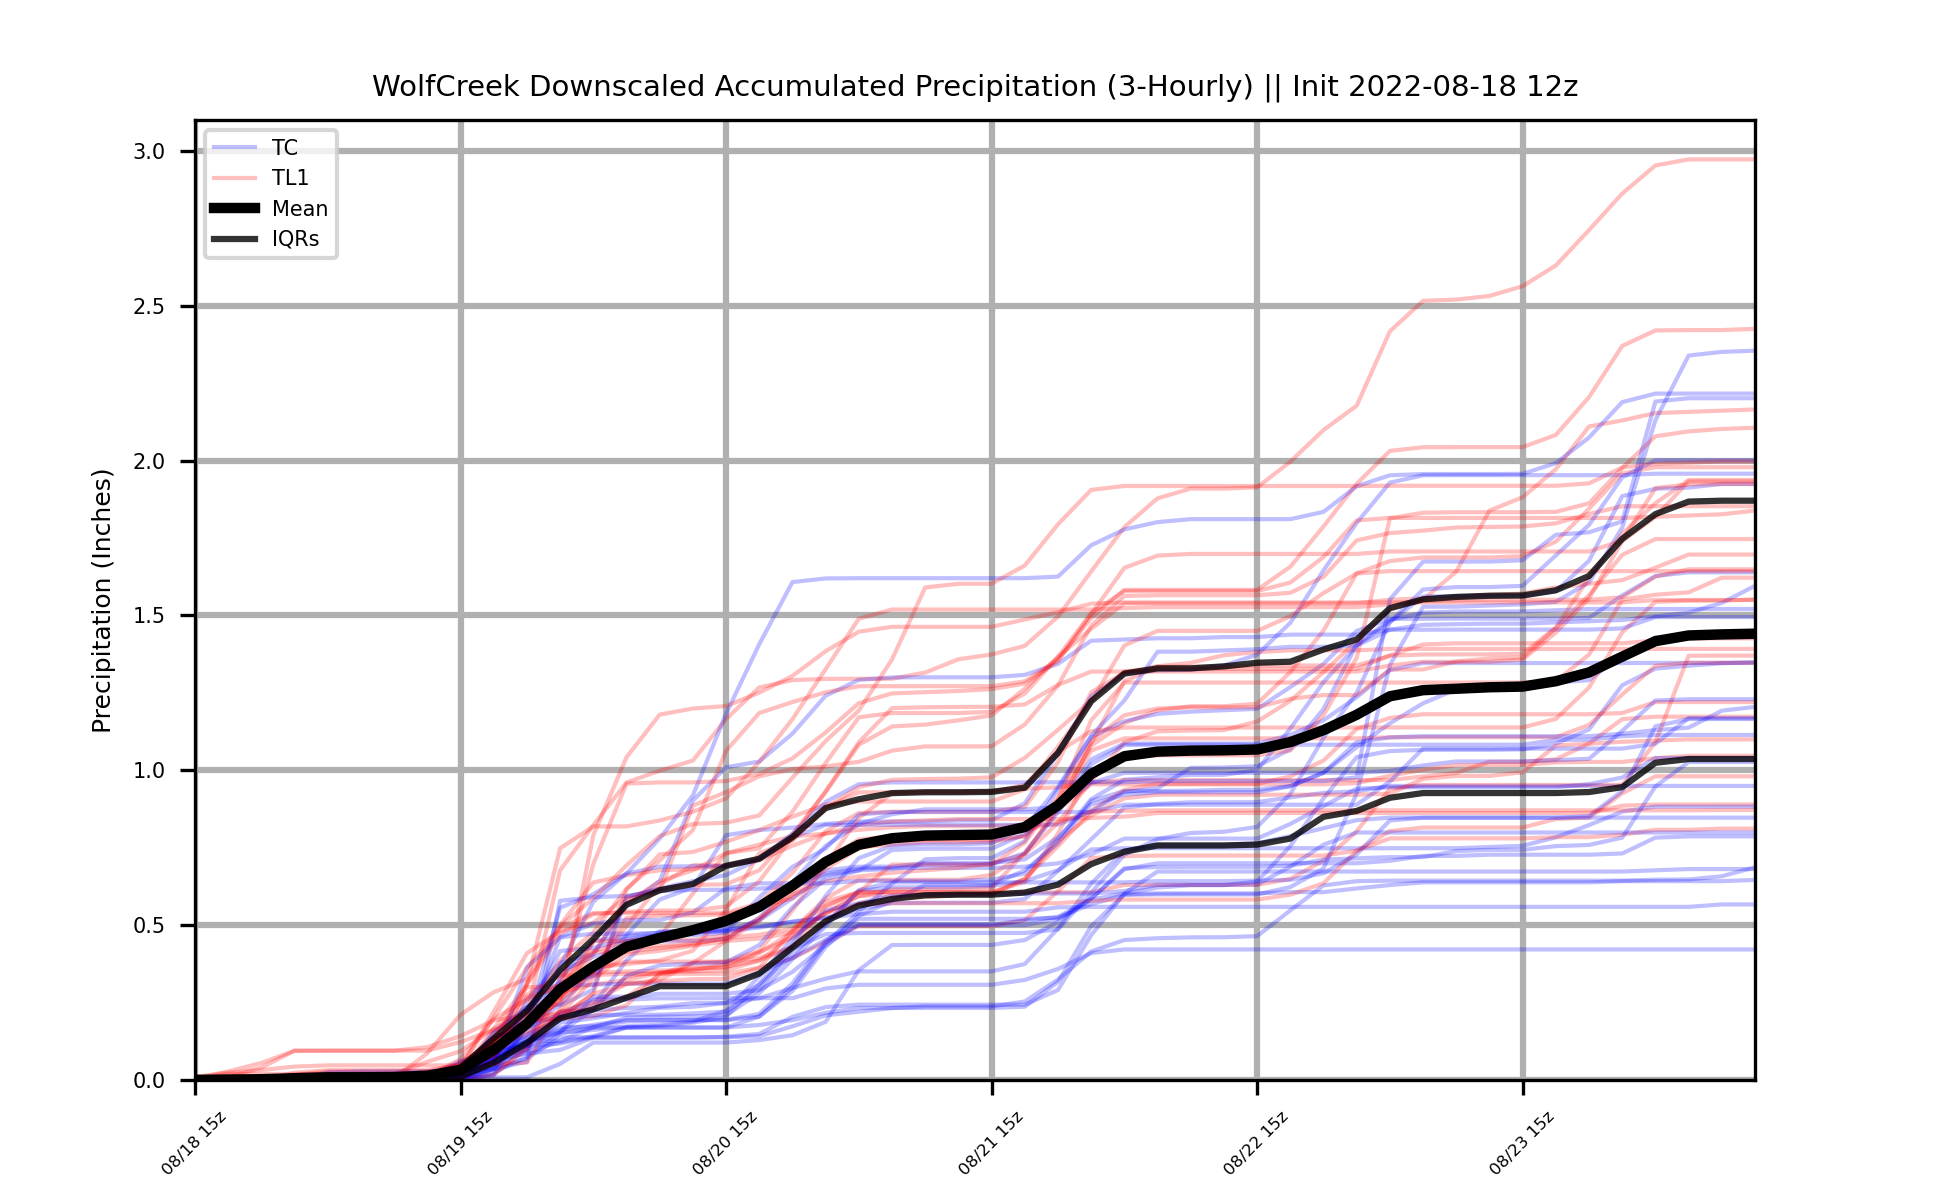 WolfCreek Downscaled Accumulated Precipitation (3-Hourly) || Init 2022-08-18 12z
TC
TL1
Mean
IQRs
Precipitation (Inches)
3.0
2.5
2.0
1.5
1.0
0.5
0.0
08/18 15z
08/19 15z
08/20 15z
08/21 15z
08/22 15z
08/23 15z